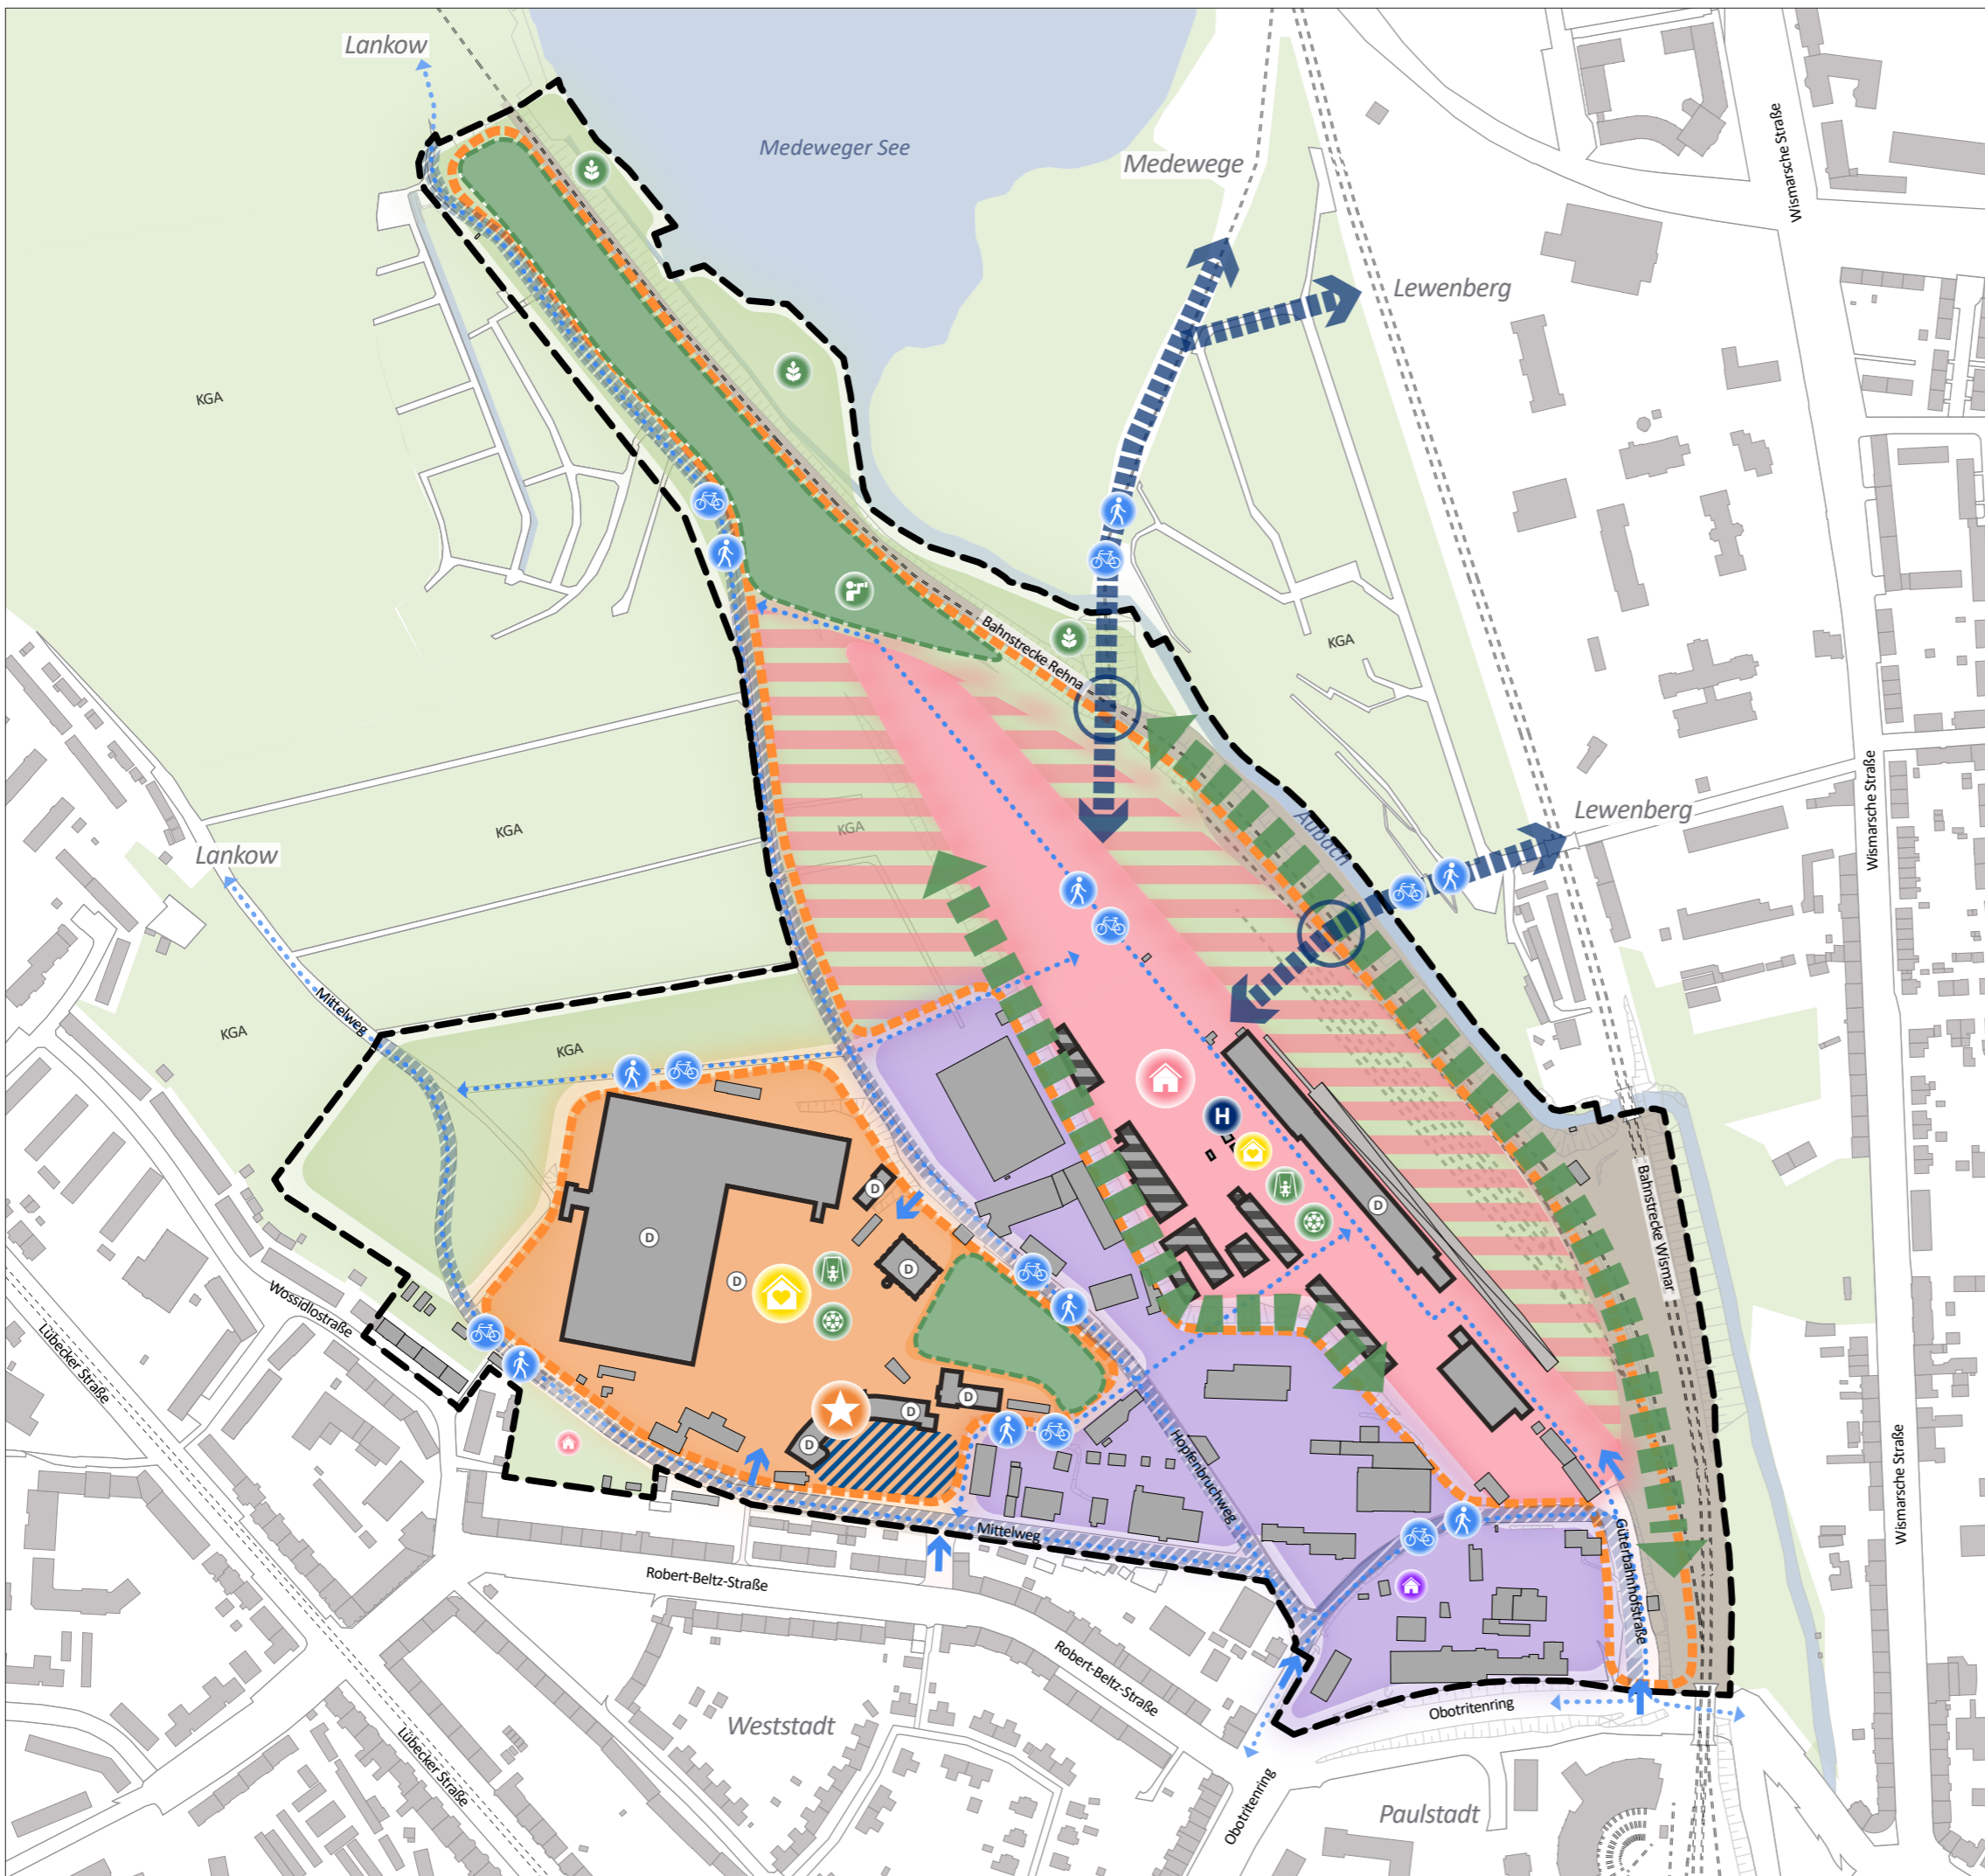 Lankow
Medeweger See
Medewege
Wismarsche Straße
Lewenberg
KGA
Bahnstrecke Rehna
KGA
Lewenberg
Wismarsche Straße
KGA
KGA
Aubach
Lankow
Mittelweg
KGA
KGA
H
D
D
D
D
D
Bahnstrecke Wismar
Wossidlostraße
Lübecker Straße
D
D
D
Hopfenbruchweg
Wismarsche Straße
Mittelweg
Güterbahnhofstraße
Robert-Beltz-Straße
Robert-Beltz-Straße
Obotritenring
Weststadt
Lübecker Straße
Obotritenring
Paulstadt